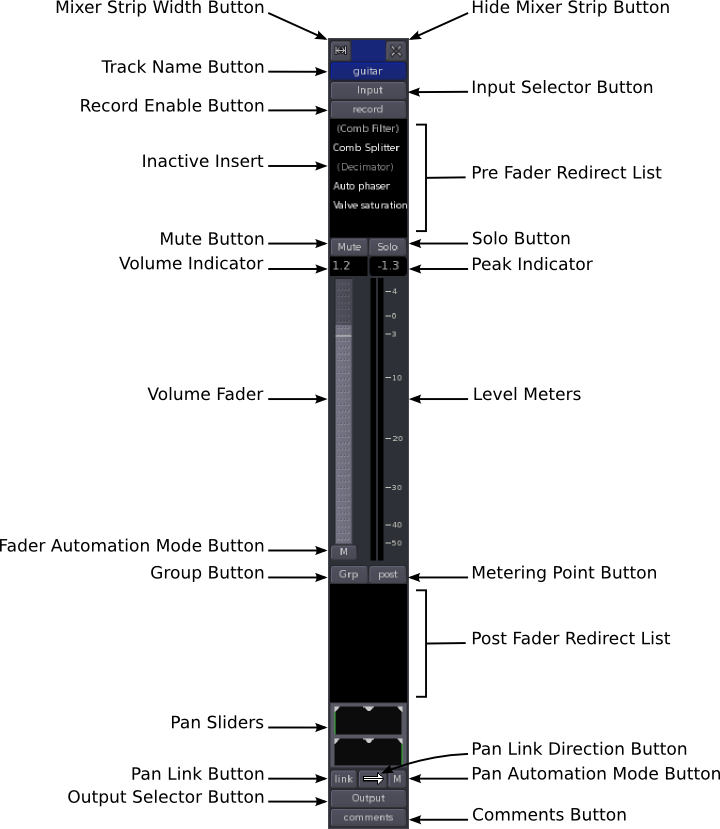 Mixer Strip Width Button
Hide Mixer Strip Button
Track Name Button
guitar
Input
Input Selector Button
Record Enable Button
record
(Comb Filter)
Comb Splitter
Inactive Insert
(Decimator)
Pre Fader Redirect List
Auto phaser
Valve saturation
Mute Button
Mute
Solo
Solo Button
Volume Indicator
1.2
-1.3
Peak Indicator
-4
-0
-3
-10
Volume Fader
Level Meters
-20
-30
-40
-50
Fader Automation Mode Button
M
Group Button
Grp
post
Metering Point Button
Post Fader Redirect List
Pan Sliders
Pan Link Direction Button
Pan Link Button
link
M
Pan Automation Mode Button
Output Selector Button
Output
comments
Comments Button